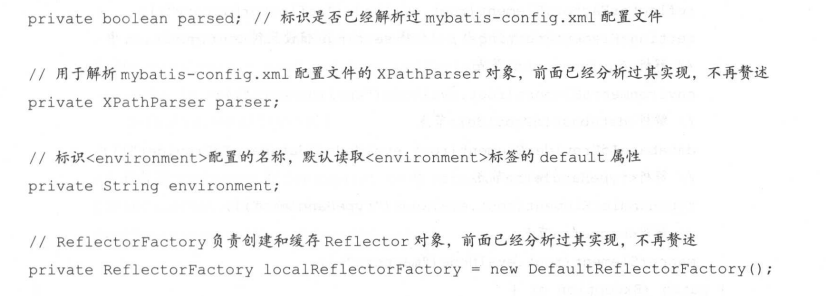 private boolean parsed; // 标识是否已经解析过 mybatis-config.xml 配置文件
// 用于解析 mybatis-config.xml 配置文件的 XPathParser 对象，前面已经分析过其实现，不再赘述
private XPathParser parser;
// 标识<environment>配置的名称，默认读取<environment>标签的 default 属性
private String environment;
// ReflectorFactory 负责创建和缓存 Reflector 对象，前面已经分析过其实现，不再赘述
private ReflectorFactory localReflectorFactory = new DefaultReflectorFactory();